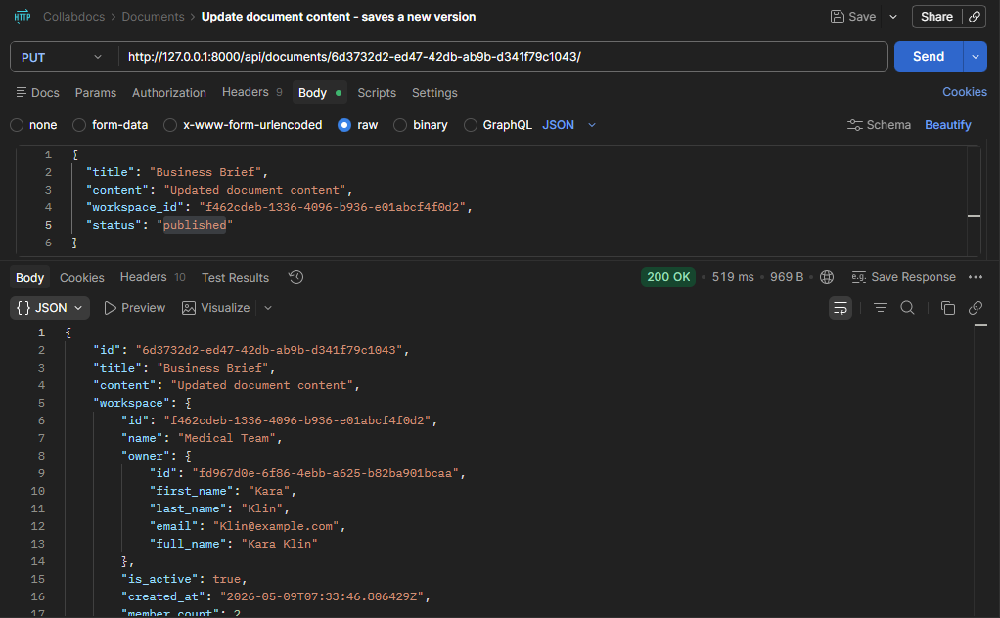 HTTP Collabdocs > Documents > Update document content - saves a new version Save Share
PUT http://127.0.0.1:8000/api/documents/6d3732d2-ed47-42db-ab9b-d341f79c1043/ Send
Docs Params Authorization Headers 9 Body Scripts Settings Cookies
none form-data x-www-form-urlencoded raw binary GraphQL JSON Schema Beautify
1 {
2 "title": "Business Brief",
3 "content": "Updated document content",
4 "workspace_id": "f462cdeb-1336-4096-b936-e01abcf4f0d2",
5 "status": "published"
6 }
Body Cookies Headers 10 Test Results 200 OK • 519 ms • 969 B • e.g. Save Response
{} JSON Preview Visualize
1 {
2 "id": "6d3732d2-ed47-42db-ab9b-d341f79c1043",
3 "title": "Business Brief",
4 "content": "Updated document content",
5 "workspace": {
6 "id": "f462cdeb-1336-4096-b936-e01abcf4f0d2",
7 "name": "Medical Team",
8 "owner": {
9 "id": "fd967d0e-6f86-4ebb-a625-b82ba901bcaa",
10 "first_name": "Kara",
11 "last_name": "Klin",
12 "email": "Klin@example.com",
13 "full_name": "Kara Klin"
14 },
15 "is_active": true,
16 "created_at": "2026-05-09T07:33:46.806429Z",
17 "member_count": 2